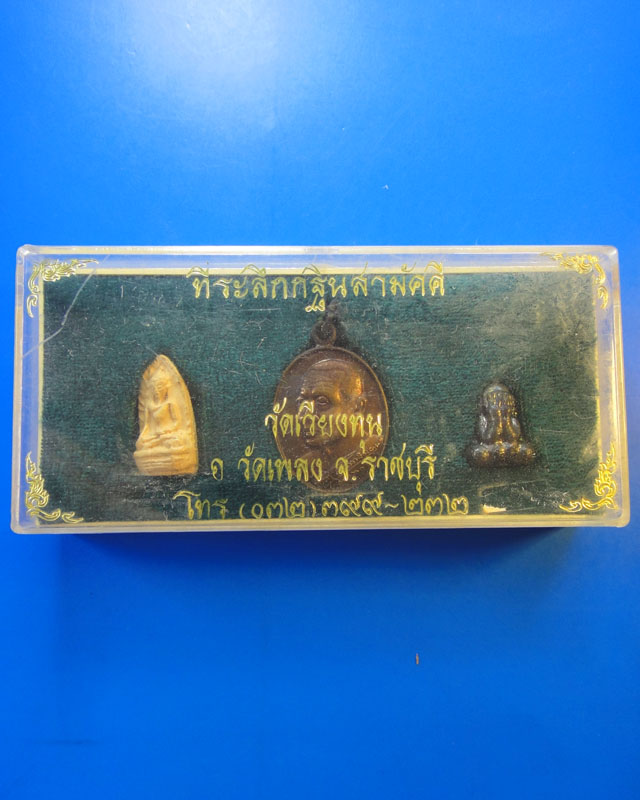 ที่ระลึกกฐินสามัคคี
วัดเวียงทุน
อ วัดเพลง จ. ราชบุรี
โทร (๐๓๒) ๓๙๙-๒๓๒